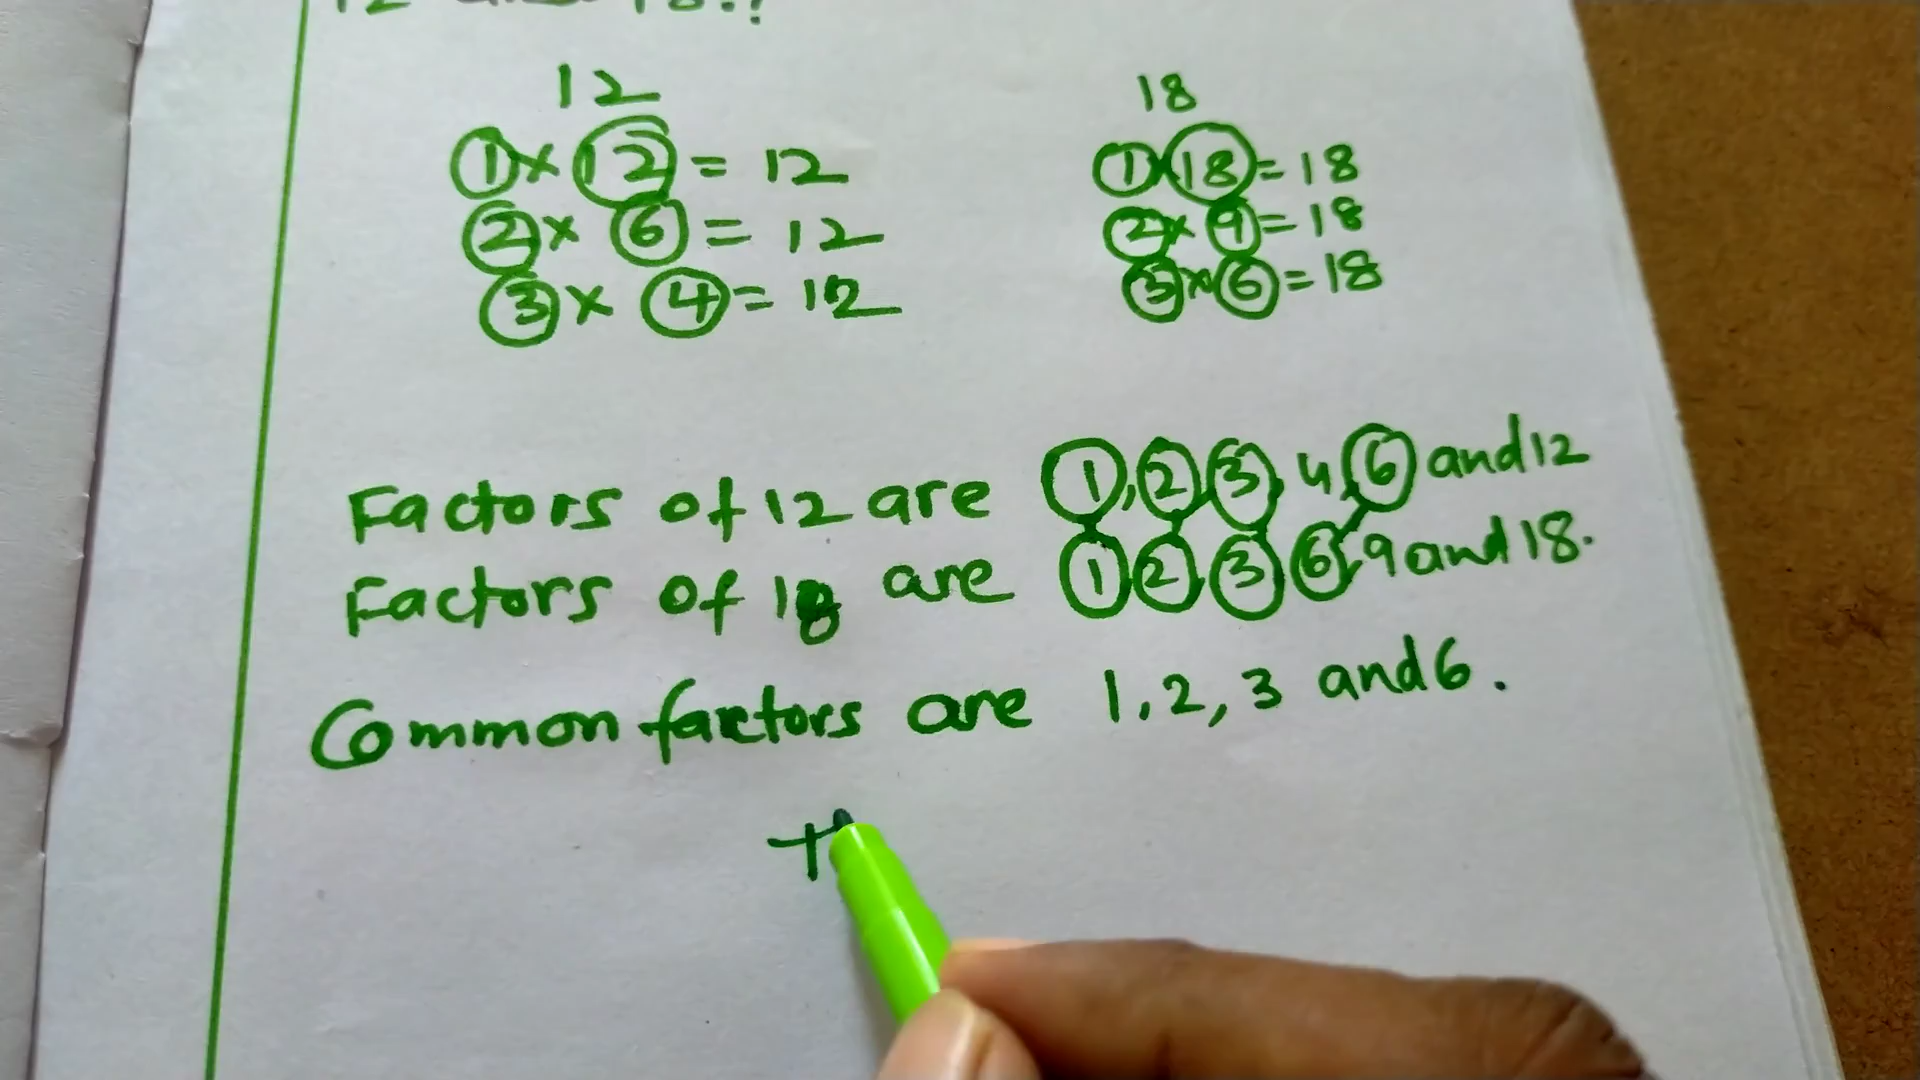 12 18
1 × 12 = 12
2 × 6 = 12
3 × 4 = 12
18
1 × 18 = 18
2 × 9 = 18
3 × 6 = 18
Factors of 12 are 1, 2, 3, 4, 6 and 12
Factors of 18 are 1, 2, 3, 6, 9 and 18.
Common factors are 1, 2, 3 and 6.